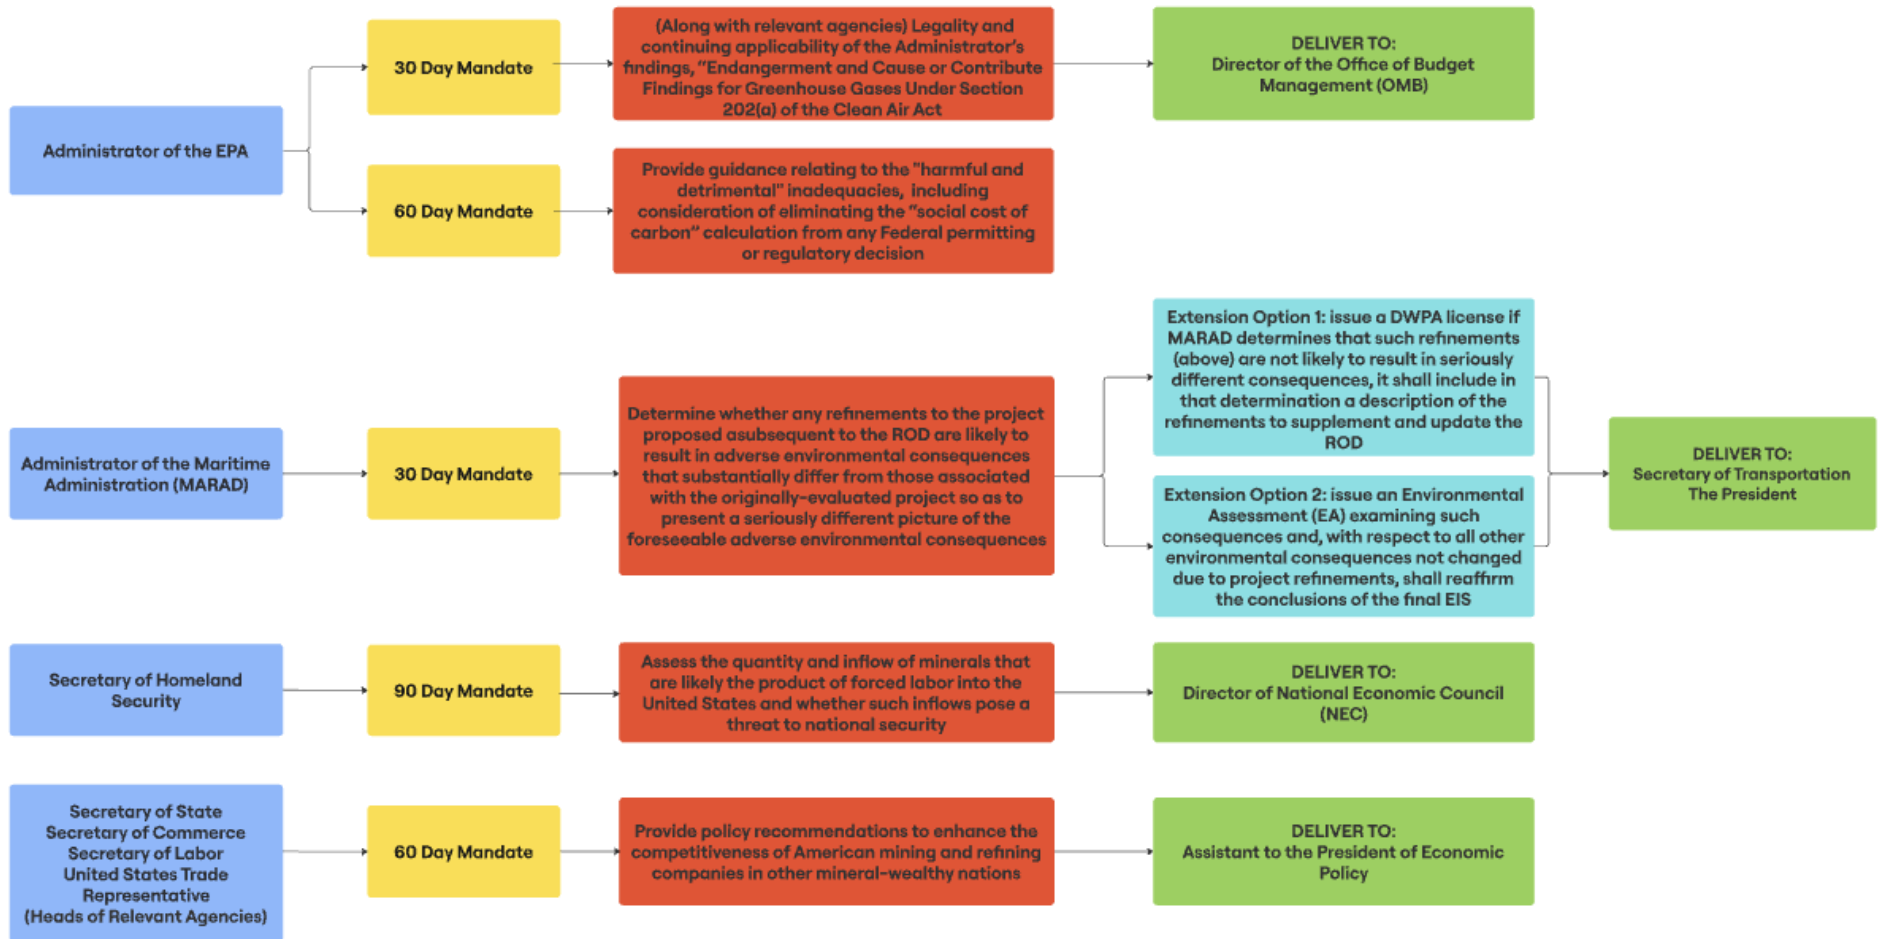 Administrator of the EPA
30 Day Mandate
(Along with relevant agencies) Legality and
continuing applicability of the Administrator's
findings, "Endangerment and Cause or Contribute
Findings for Greenhouse Gases Under Section
202(a) of the Clean Air Act
DELIVER TO:
Director of the Office of Budget
Management (OMB)
60 Day Mandate
Provide guidance relating to the "harmful and
detrimental" inadequacies, including
consideration of eliminating the "social cost of
carbon" calculation from any Federal permitting
or regulatory decision
Administrator of the Maritime
Administration (MARAD)
30 Day Mandate
Determine whether any refinements to the project
proposed asubsequent to the ROD are likely to
result in adverse environmental consequences
that substantially differ from those associated
with the originally-evaluated project so as to
present a seriously different picture of the
foreseeable adverse environmental consequences
Extension Option 1: issue a DWPA license if
MARAD determines that such refinements
(above) are not likely to result in seriously
different consequences, it shall include in
that determination a description of the
refinements to supplement and update the
ROD
Extension Option 2: issue an Environmental
Assessment (EA) examining such
consequences and, with respect to all other
environmental consequences not changed
due to project refinements, shall reaffirm
the conclusions of the final EIS
DELIVER TO:
Secretary of Transportation
The President
Secretary of Homeland
Security
90 Day Mandate
Assess the quantity and inflow of minerals that
are likely the product of forced labor into the
United States and whether such inflows pose a
threat to national security
DELIVER TO:
Director of National Economic Council
(NEC)
Secretary of State
Secretary of Commerce
Secretary of Labor
United States Trade
Representative
(Heads of Relevant Agencies)
60 Day Mandate
Provide policy recommendations to enhance the
competitiveness of American mining and refining
companies in other mineral-wealthy nations
DELIVER TO:
Assistant to the President of Economic
Policy